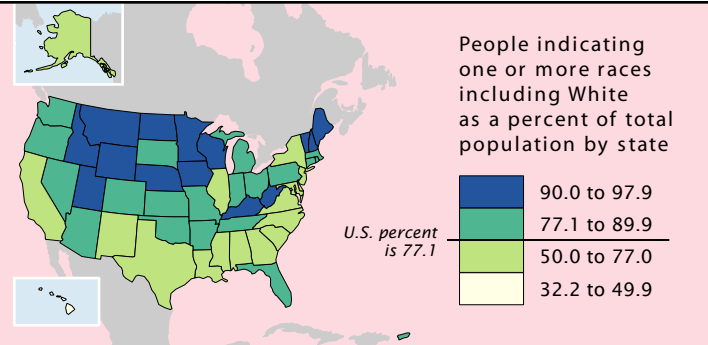 People indicating
one or more races
including White
as a percent of total
population by state
90.0 to 97.9
77.1 to 89.9
U.S. percent
is 77.1
50.0 to 77.0
32.2 to 49.9